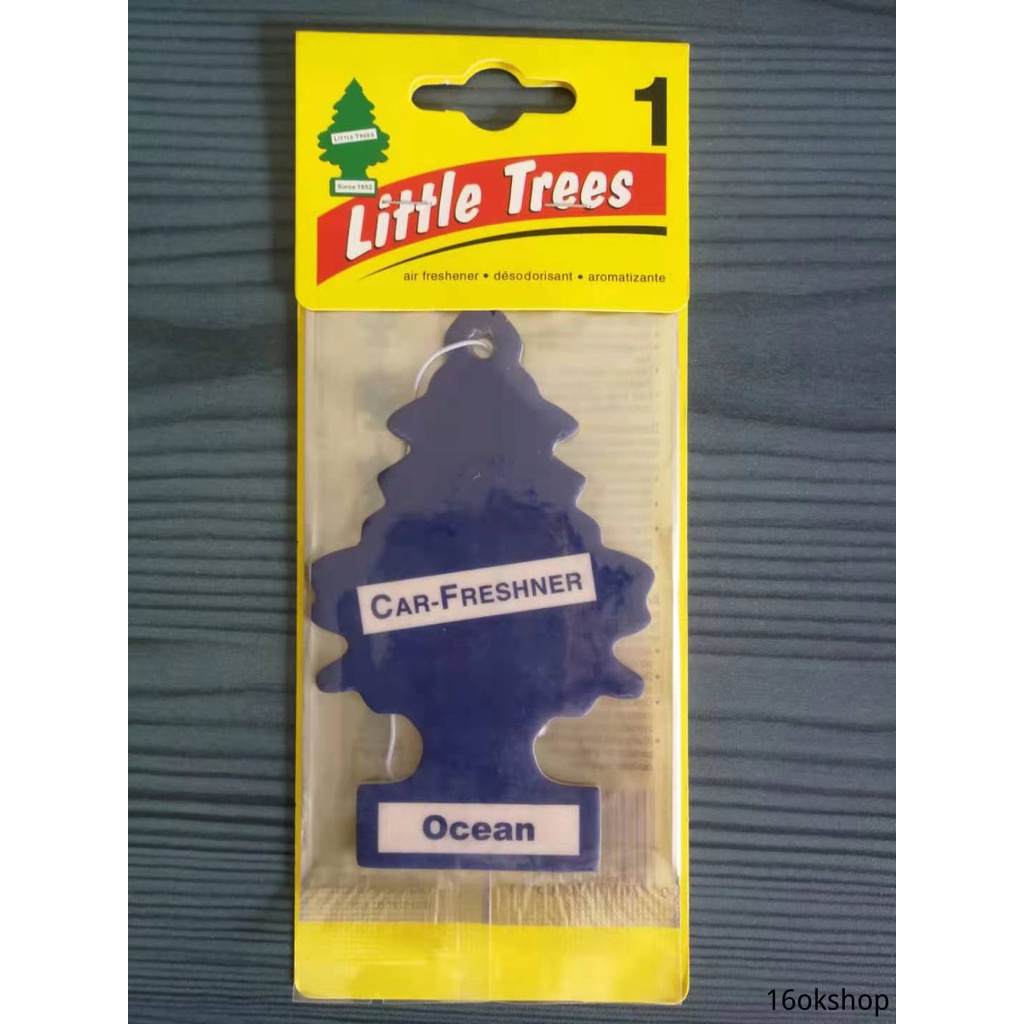 1
LITTLE TREES
Since 1952
Little Trees
air freshener • désodorisant • aromatizante
CAR-FRESHNER
Ocean
16okshop